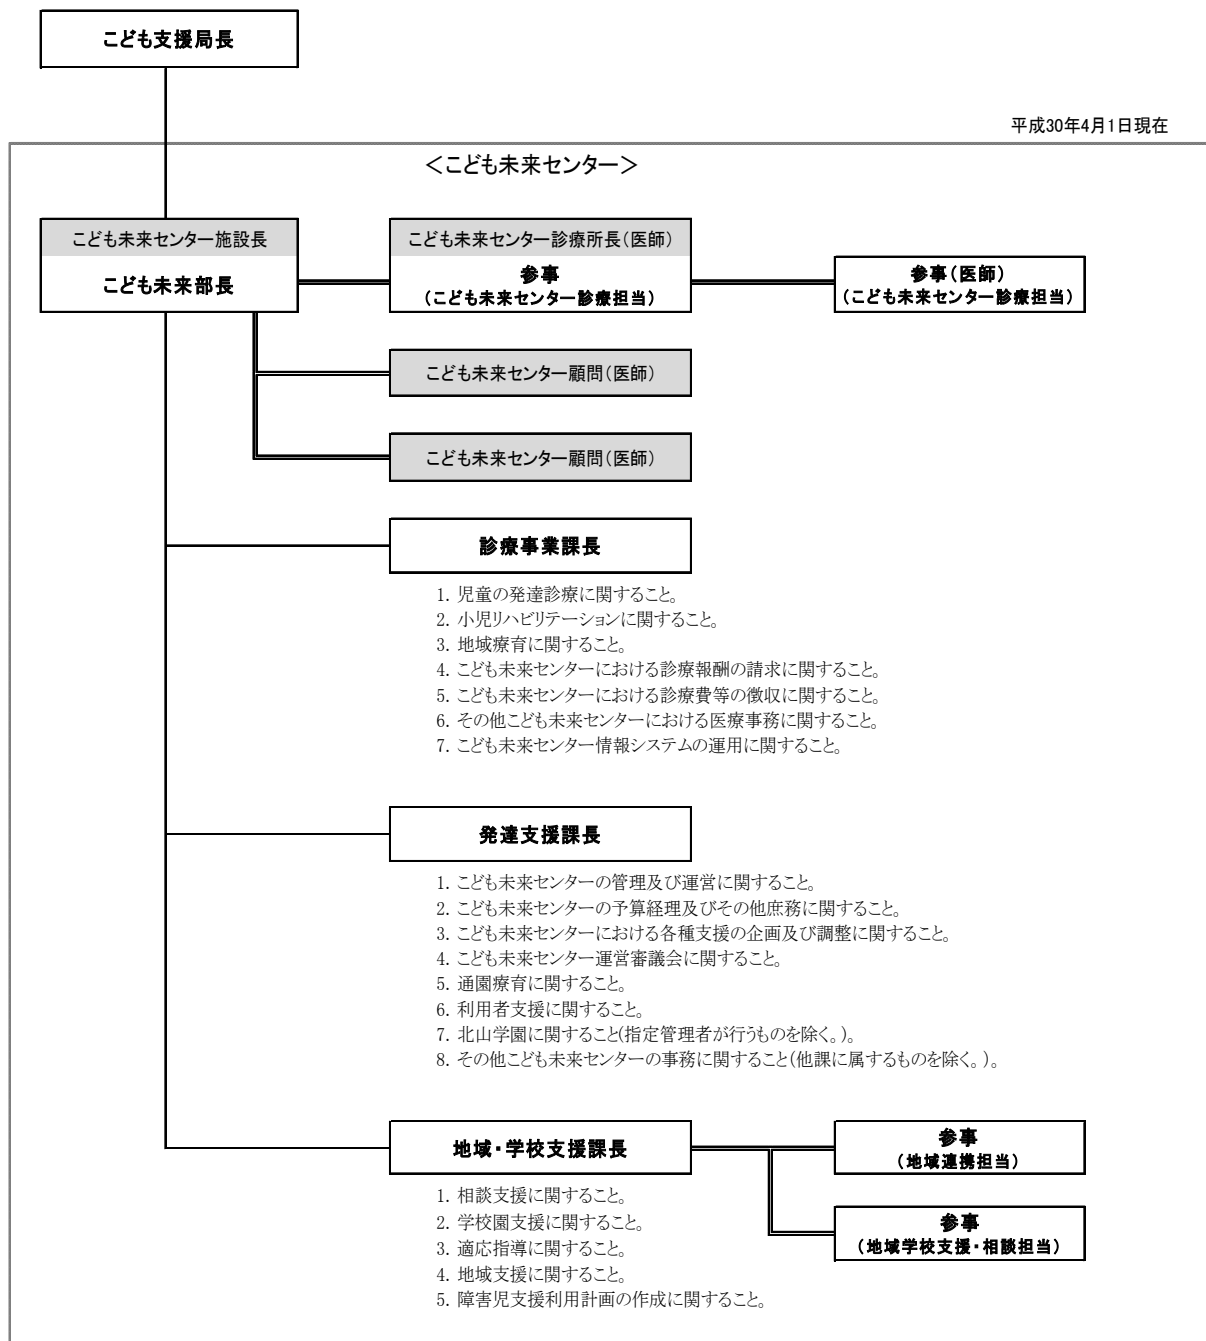 こども支援局長
平成30年4月1日現在
＜こども未来センター＞
こども未来センター施設長
こども未来部長
こども未来センター診療所長(医師)
参事
(こども未来センター診療担当)
参事(医師)
(こども未来センター診療担当)
こども未来センター顧問(医師)
こども未来センター顧問(医師)
診療事業課長
1. 児童の発達診療に関すること。
2. 小児リハビリテーションに関すること。
3. 地域療育に関すること。
4. こども未来センターにおける診療報酬の請求に関すること。
5. こども未来センターにおける診療費等の徴収に関すること。
6. その他こども未来センターにおける医療事務に関すること。
7. こども未来センター情報システムの運用に関すること。
発達支援課長
1. こども未来センターの管理及び運営に関すること。
2. こども未来センターの予算経理及びその他庶務に関すること。
3. こども未来センターにおける各種支援の企画及び調整に関すること。
4. こども未来センター運営審議会に関すること。
5. 通園療育に関すること。
6. 利用者支援に関すること。
7. 北山学園に関すること(指定管理者が行うものを除く。)。
8. その他こども未来センターの事務に関すること(他課に属するものを除く。)。
地域・学校支援課長
参事
(地域連携担当)
1. 相談支援に関すること。
2. 学校園支援に関すること。
3. 適応指導に関すること。
4. 地域支援に関すること。
5. 障害児支援利用計画の作成に関すること。
参事
(地域学校支援・相談担当)